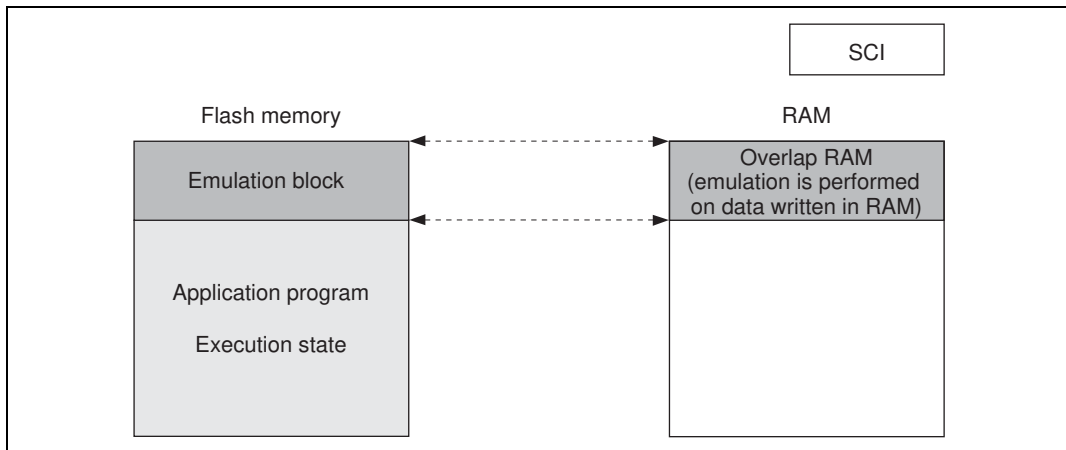 SCI
Flash memory
RAM
Emulation block
Overlap RAM
(emulation is performed
on data written in RAM)
Application program
Execution state